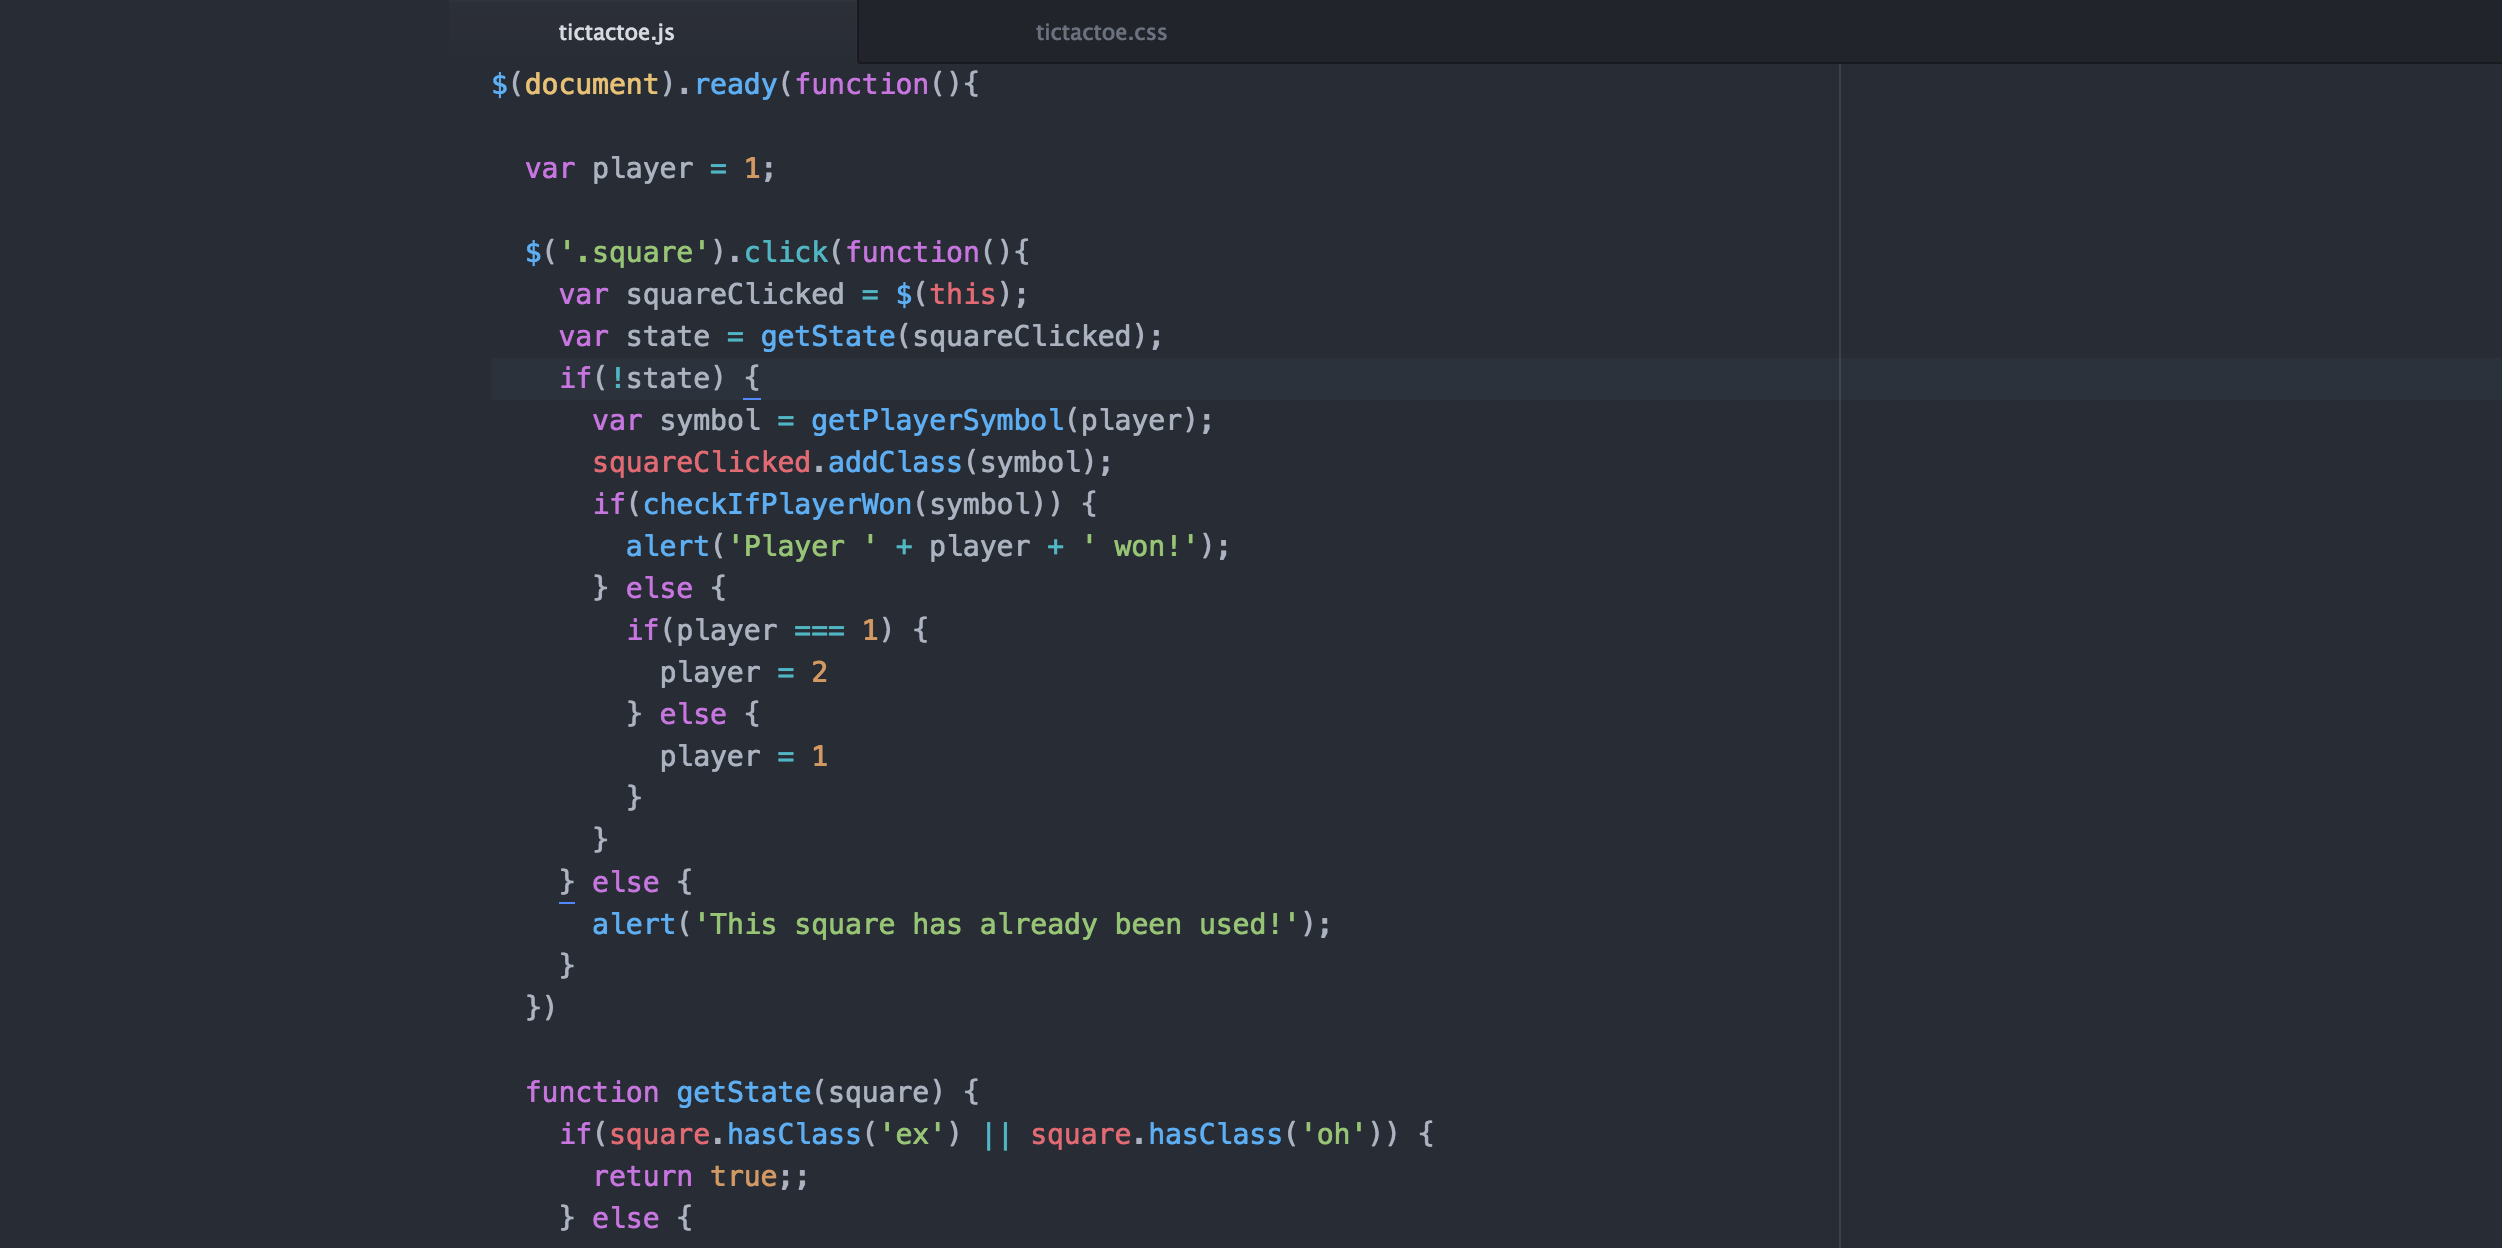 tictactoe.js tictactoe.css
$(document).ready(function(){
var player = 1;
$('.square').click(function(){
var squareClicked = $(this);
var state = getState(squareClicked);
if(!state) {
var symbol = getPlayerSymbol(player);
squareClicked.addClass(symbol);
if(checkIfPlayerWon(symbol)) {
alert('Player ' + player + ' won!');
} else {
if(player === 1) {
player = 2
} else {
player = 1
}
}
} else {
alert('This square has already been used!');
}
})
function getState(square) {
if(square.hasClass('ex') || square.hasClass('oh')) {
return true;;
} else {